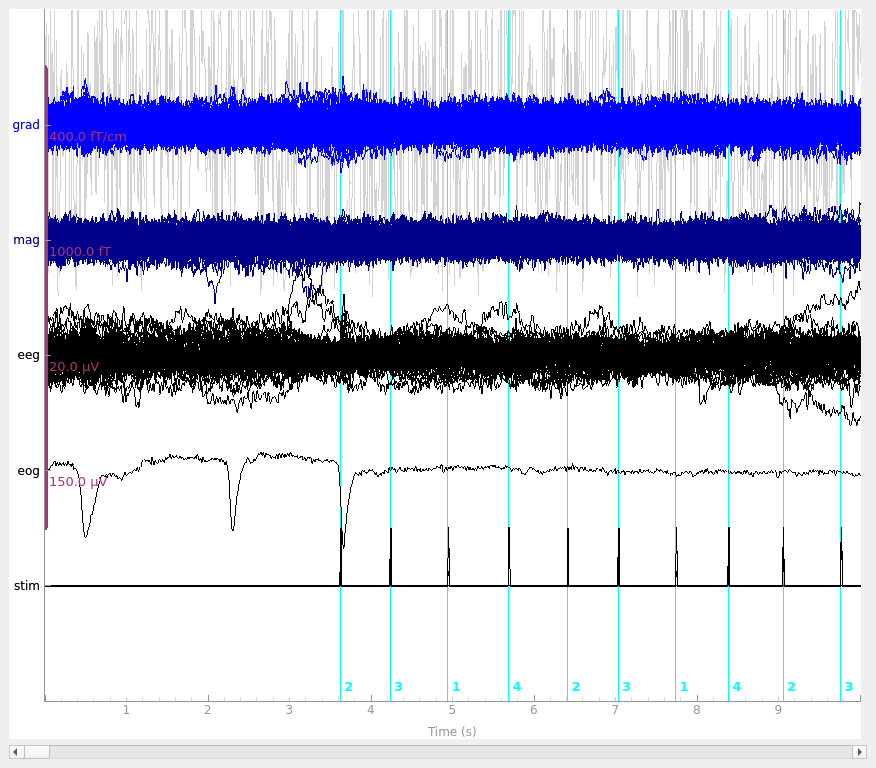 grad
400.0 fT/cm
mag
1000.0 fT
eeg
20.0 µV
eog
150.0 µV
stim
2 3 1 4 2 3 1 4 2 3
1 2 3 4 5 6 7 8 9
Time (s)